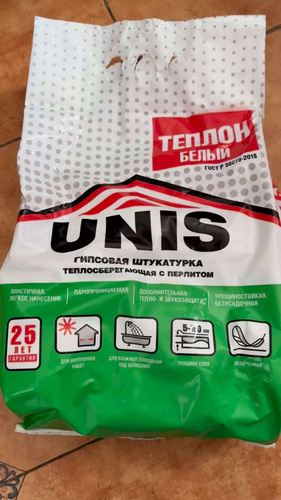 ТЕПЛОН
БЕЛЫЙ
ГОСТ Р 58279-2018
UNIS
ГИПСОВАЯ ШТУКАТУРКА
ТЕПЛОСБЕРЕГАЮЩАЯ С ПЕРЛИТОМ
ПЛАСТИЧНАЯ, ЛЕГКОЕ НАНЕСЕНИЕ
ПАРОПРОНИЦАЕМАЯ
ДОПОЛНИТЕЛЬНАЯ ТЕПЛО- И ЗВУКОЗАЩИТА
ТРЕЩИНОСТОЙКАЯ, БЕЗУСАДОЧНАЯ
25
ЛЕТ
ГАРАНТИЯ
ДЛЯ ВНУТРЕННИХ РАБОТ
ДЛЯ ВЛАЖНЫХ ПОМЕЩЕНИЙ
ПОД ОБЛИЦОВКУ
ТОЛЩИНА СЛОЯ